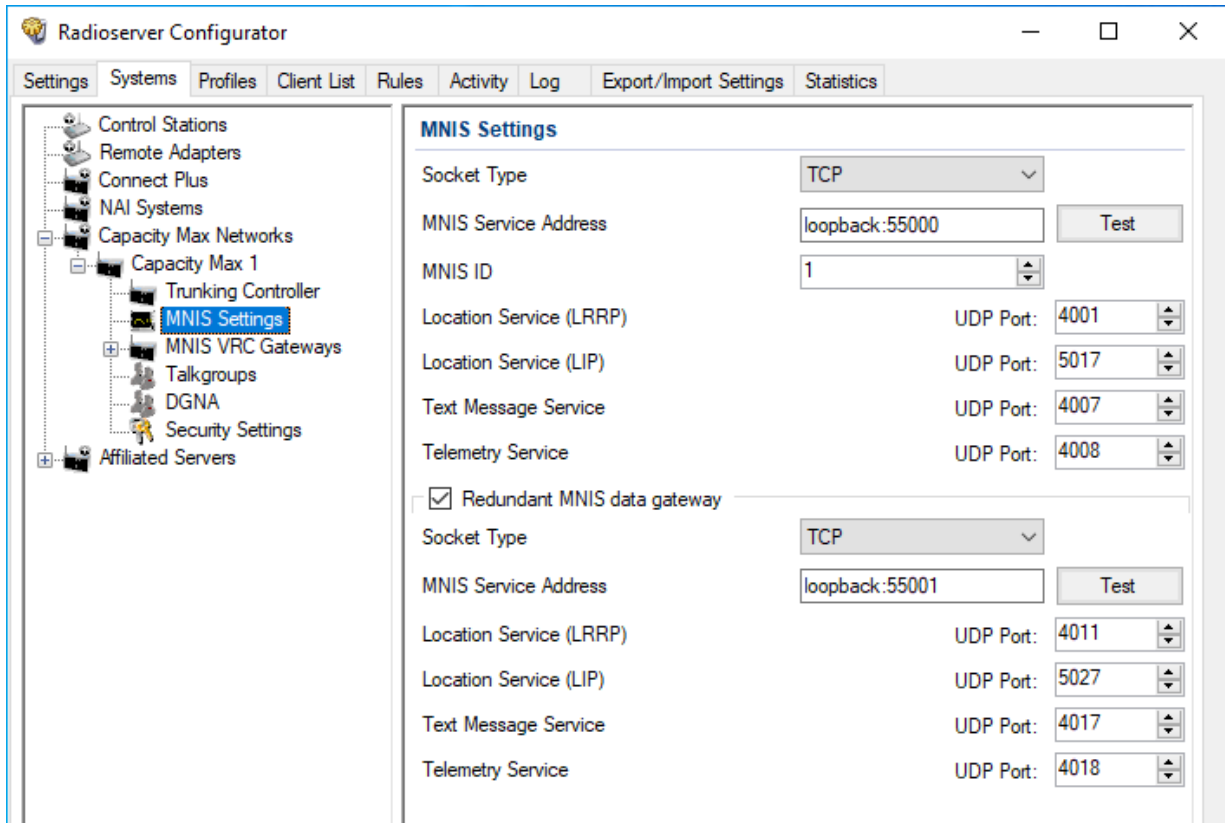 Radioserver Configurator
Settings Systems Profiles Client List Rules Activity Log Export/Import Settings Statistics
Control Stations
Remote Adapters
Connect Plus
NAI Systems
Capacity Max Networks
Capacity Max 1
Trunking Controller
MNIS Settings
MNIS VRC Gateways
Talkgroups
DGNA
Security Settings
Affiliated Servers
MNIS Settings
Socket Type TCP
MNIS Service Address loopback:55000 Test
MNIS ID 1
Location Service (LRRP) UDP Port: 4001
Location Service (LIP) UDP Port: 5017
Text Message Service UDP Port: 4007
Telemetry Service UDP Port: 4008
Redundant MNIS data gateway
Socket Type TCP
MNIS Service Address loopback:55001 Test
Location Service (LRRP) UDP Port: 4011
Location Service (LIP) UDP Port: 5027
Text Message Service UDP Port: 4017
Telemetry Service UDP Port: 4018